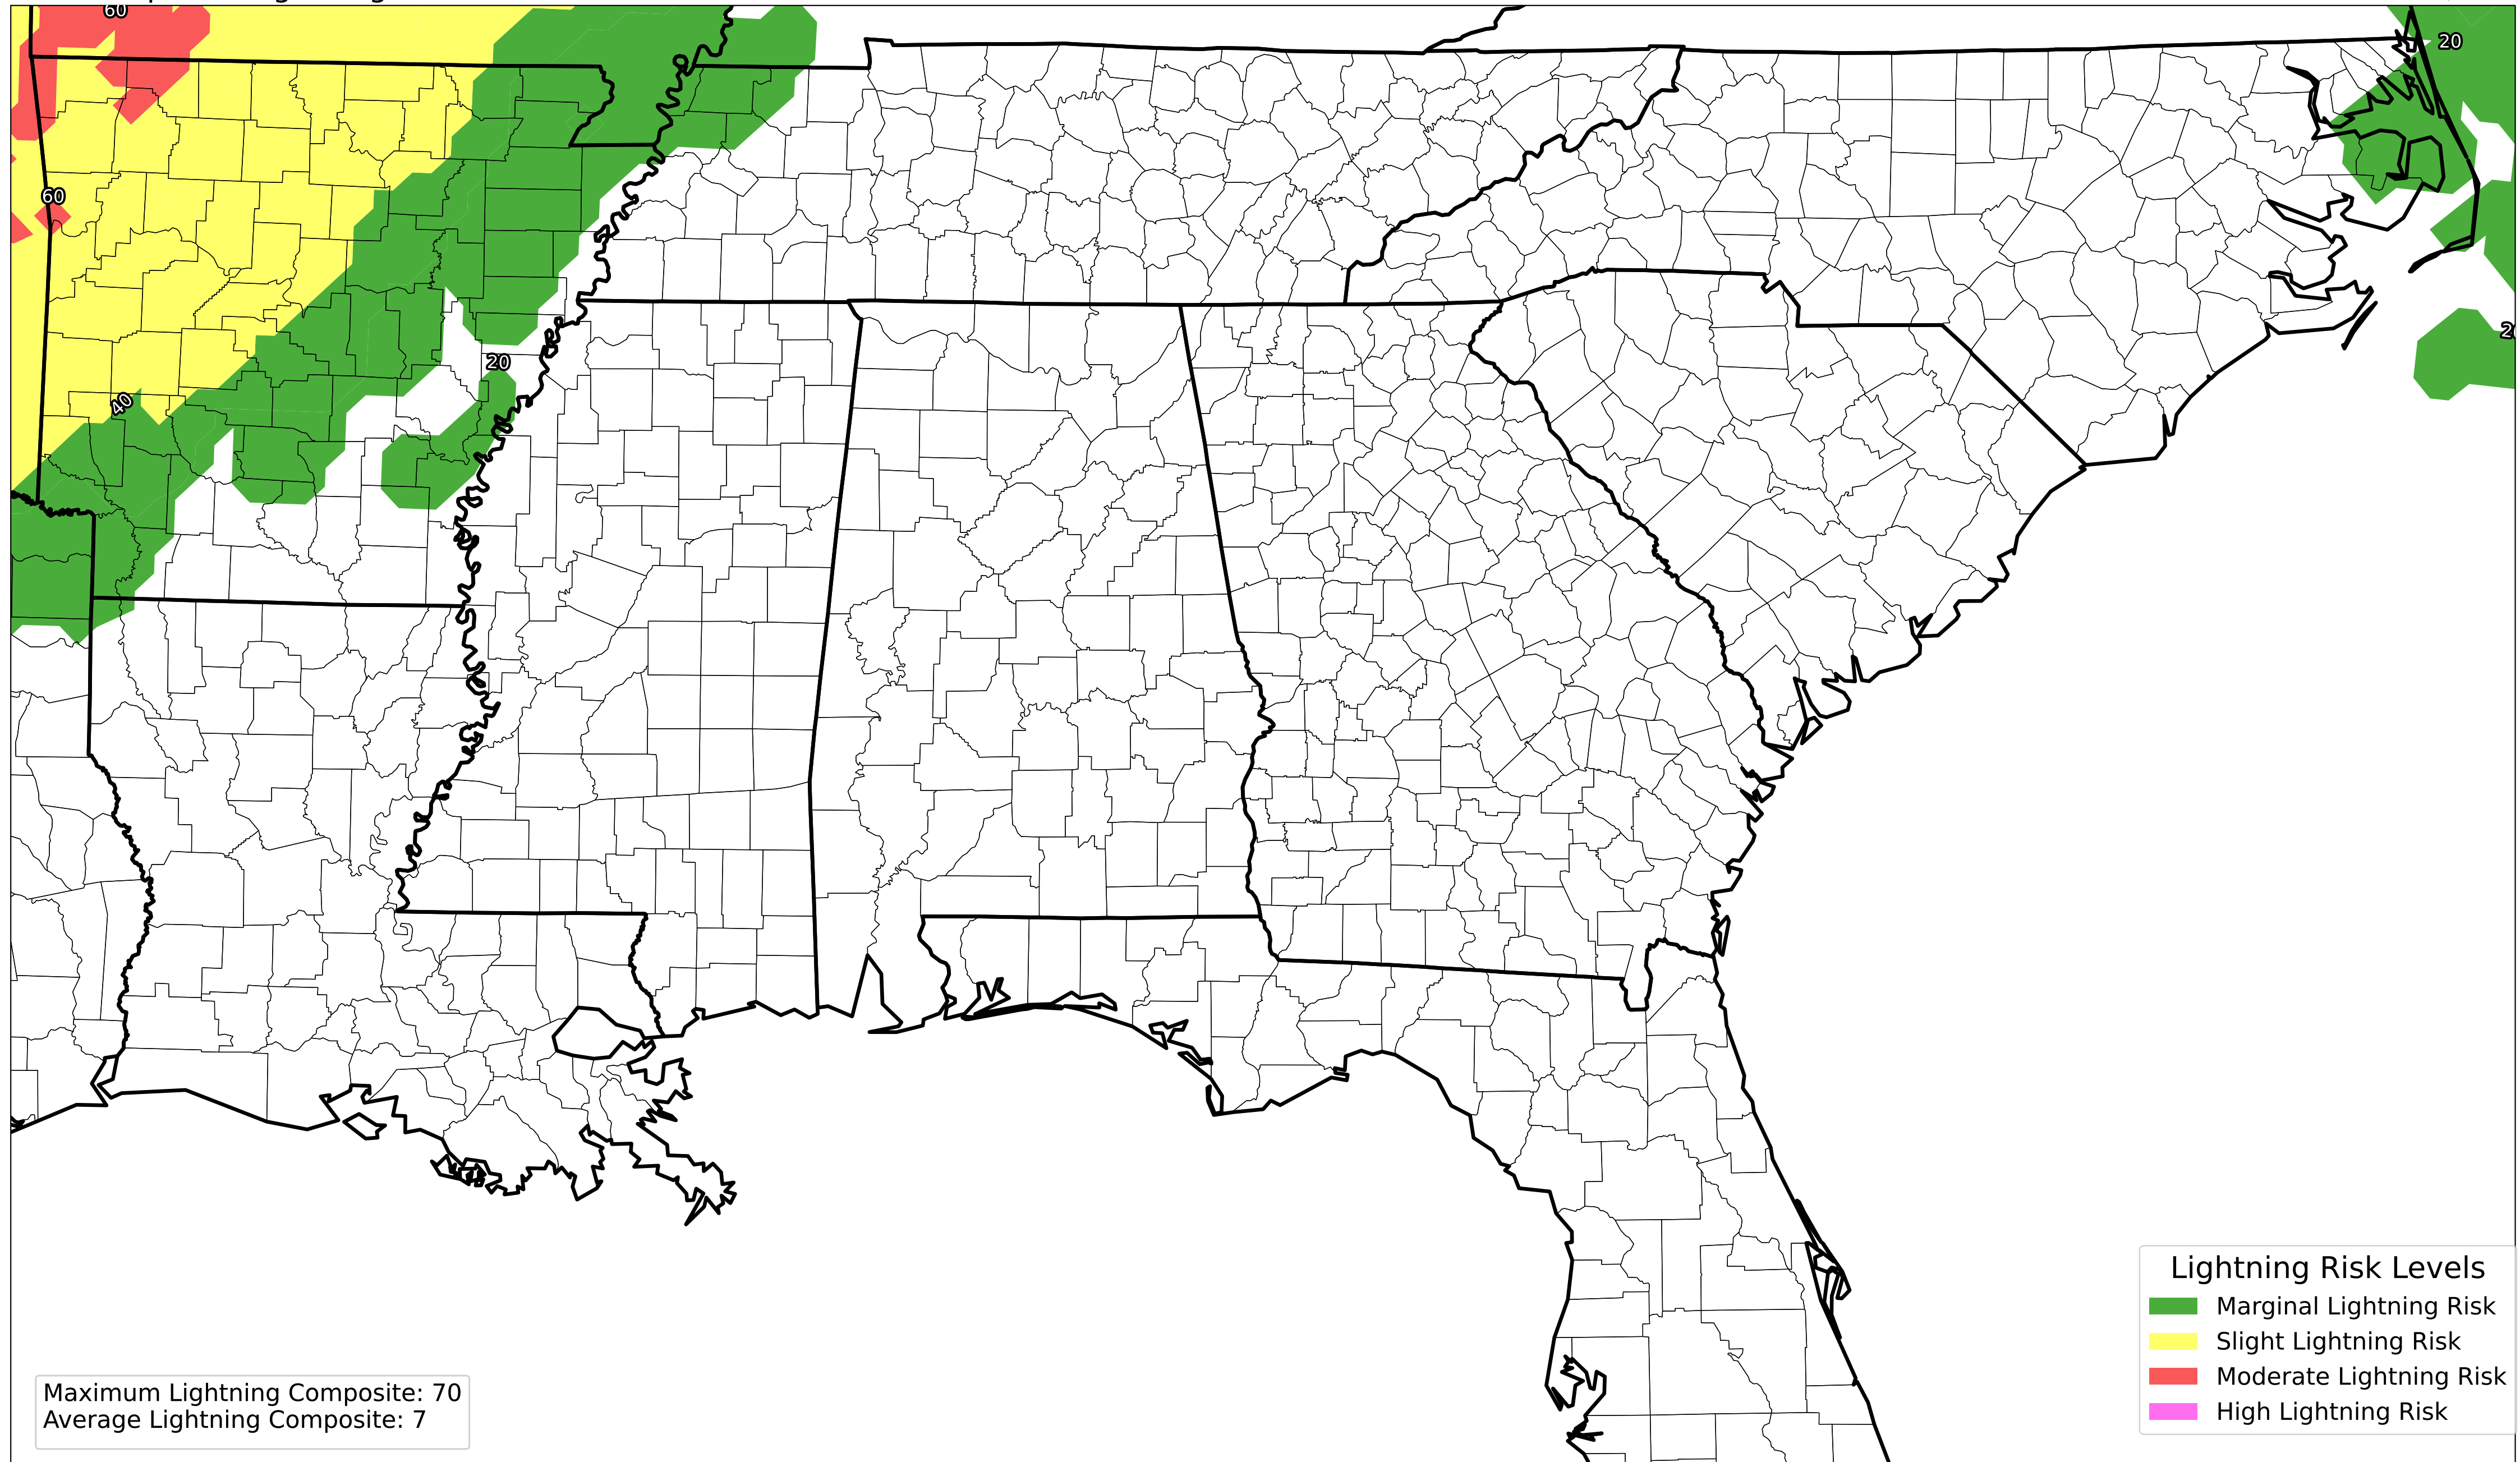 60
20
60
20
20
40
Lightning Risk Levels
Marginal Lightning Risk
Slight Lightning Risk
Moderate Lightning Risk
High Lightning Risk
Maximum Lightning Composite: 70
Average Lightning Composite: 7